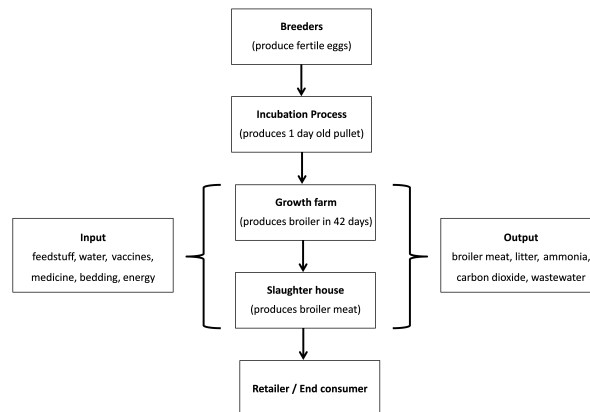 Breeders
(produce fertile eggs)
Incubation Process
(produces 1 day old pullet)
Growth farm
(produces broiler in 42 days)
Input
feedstuff, water, vaccines,
medicine, bedding, energy
Output
broiler meat, litter, ammonia,
carbon dioxide, wastewater
Slaughter house
(produces broiler meat)
Retailer / End consumer